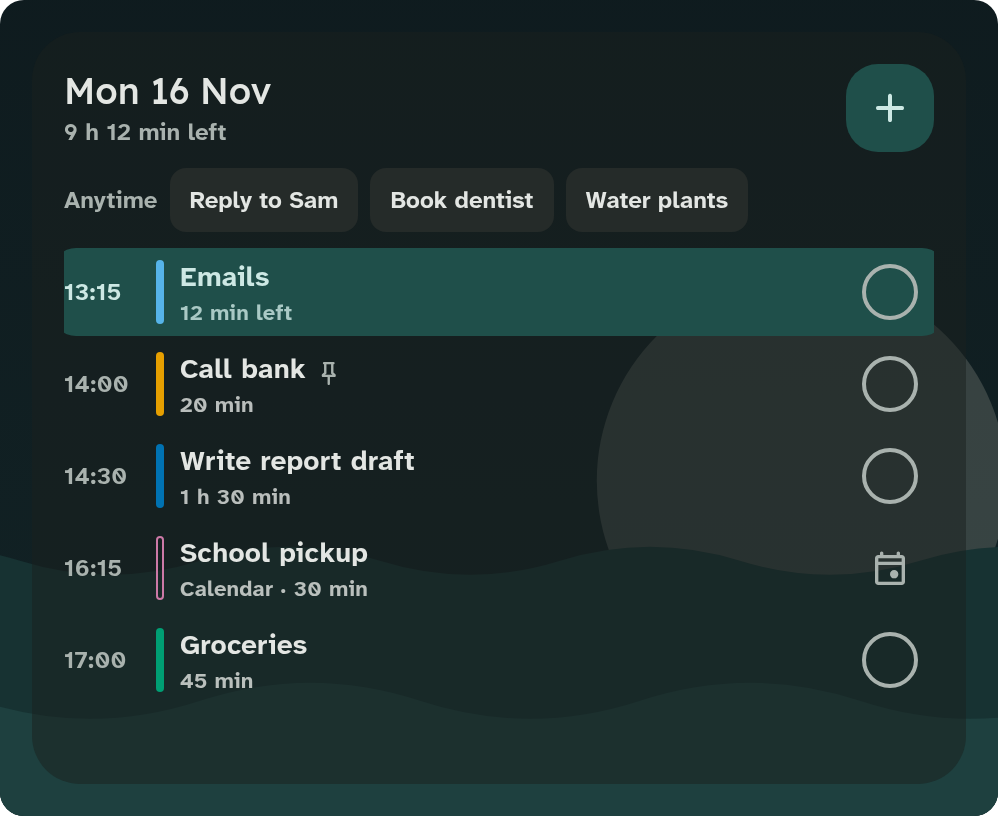 Mon 16 Nov
9 h 12 min left
Anytime Reply to Sam Book dentist Water plants
13:15 Emails
12 min left
14:00 Call bank
20 min
14:30 Write report draft
1 h 30 min
16:15 School pickup
Calendar · 30 min
17:00 Groceries
45 min